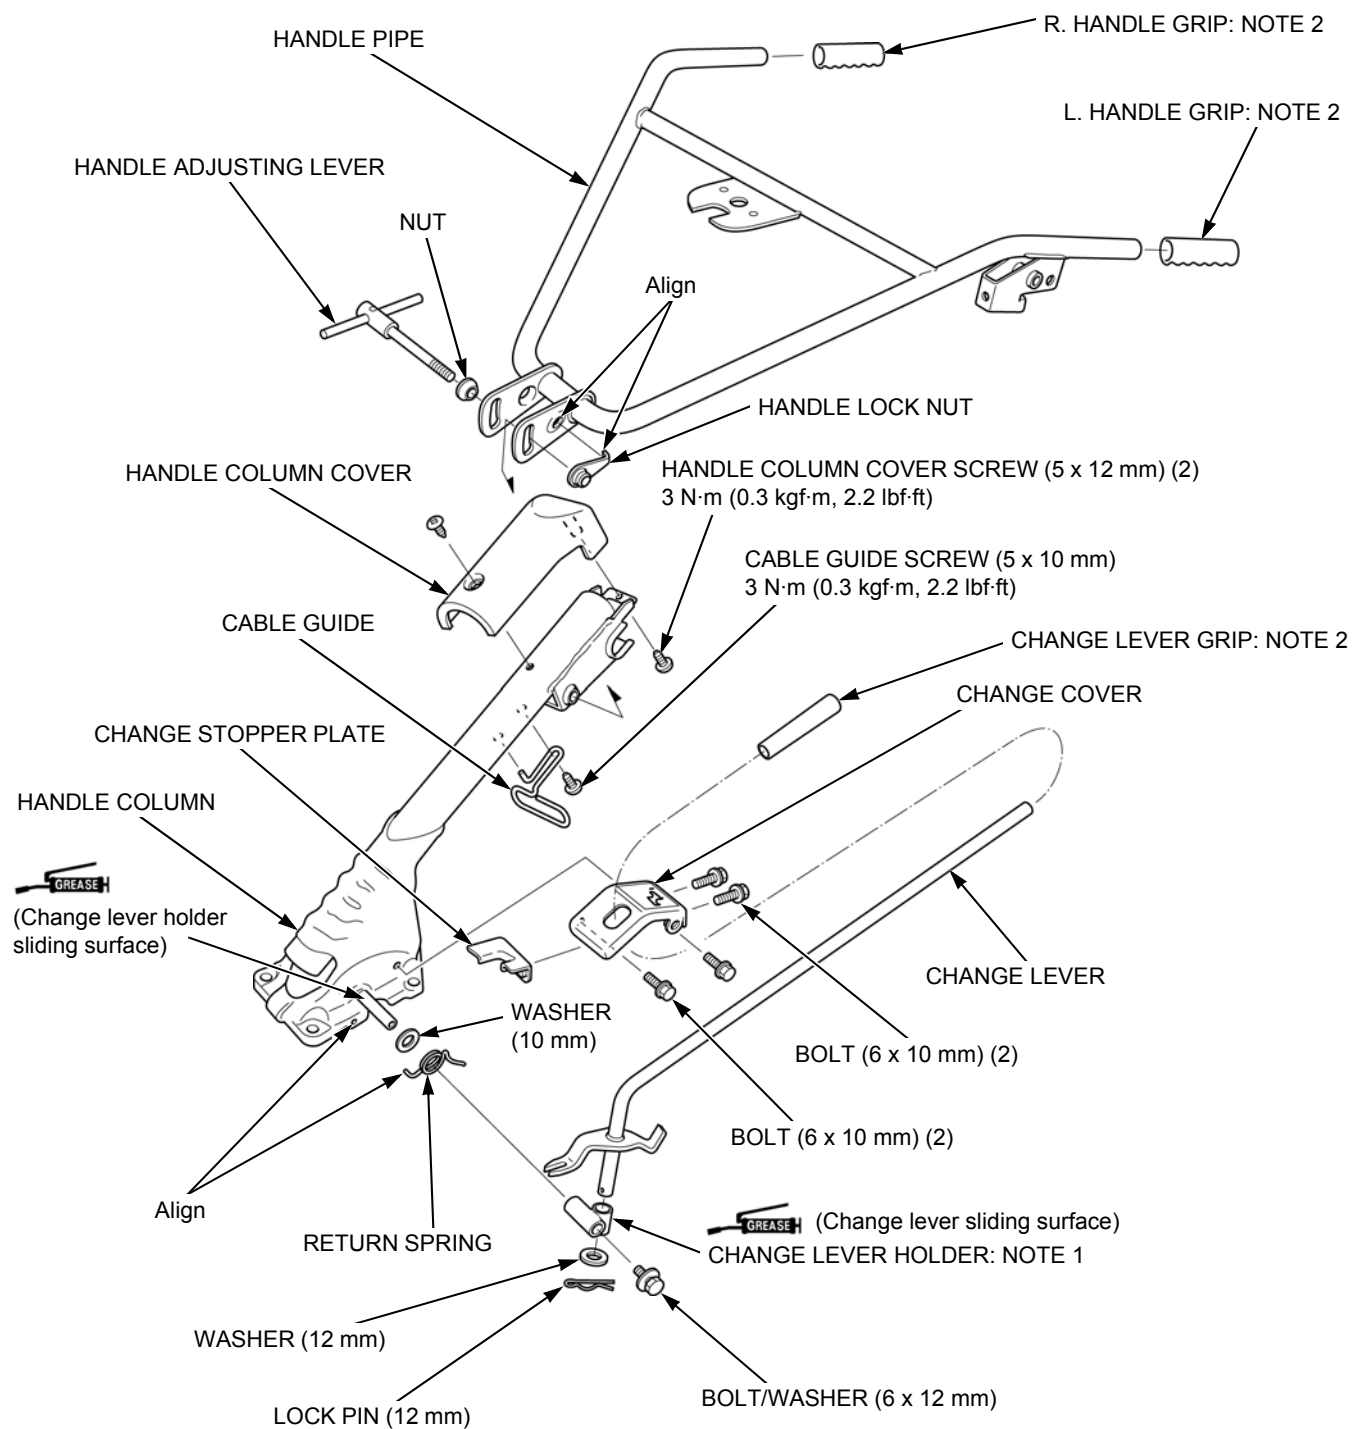 HANDLE PIPE
R. HANDLE GRIP: NOTE 2
L. HANDLE GRIP: NOTE 2
HANDLE ADJUSTING LEVER
NUT
Align
HANDLE LOCK NUT
HANDLE COLUMN COVER
HANDLE COLUMN COVER SCREW (5 x 12 mm) (2)
3 N·m (0.3 kgf·m, 2.2 lbf·ft)
CABLE GUIDE SCREW (5 x 10 mm)
3 N·m (0.3 kgf·m, 2.2 lbf·ft)
CABLE GUIDE
CHANGE LEVER GRIP: NOTE 2
CHANGE COVER
CHANGE STOPPER PLATE
HANDLE COLUMN
GREASE
(Change lever holder
sliding surface)
CHANGE LEVER
WASHER
(10 mm)
BOLT (6 x 10 mm) (2)
BOLT (6 x 10 mm) (2)
Align
RETURN SPRING
GREASE (Change lever sliding surface)
CHANGE LEVER HOLDER: NOTE 1
WASHER (12 mm)
BOLT/WASHER (6 x 12 mm)
LOCK PIN (12 mm)